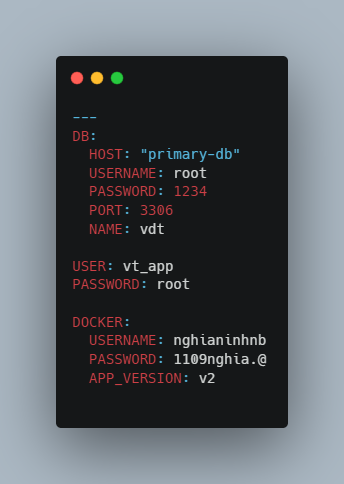 ---
DB:
  HOST: "primary-db"
  USERNAME: root
  PASSWORD: 1234
  PORT: 3306
  NAME: vdt

USER: vt_app
PASSWORD: root

DOCKER:
  USERNAME: nghianinhnb
  PASSWORD: 1109nghia.@
  APP_VERSION: v2